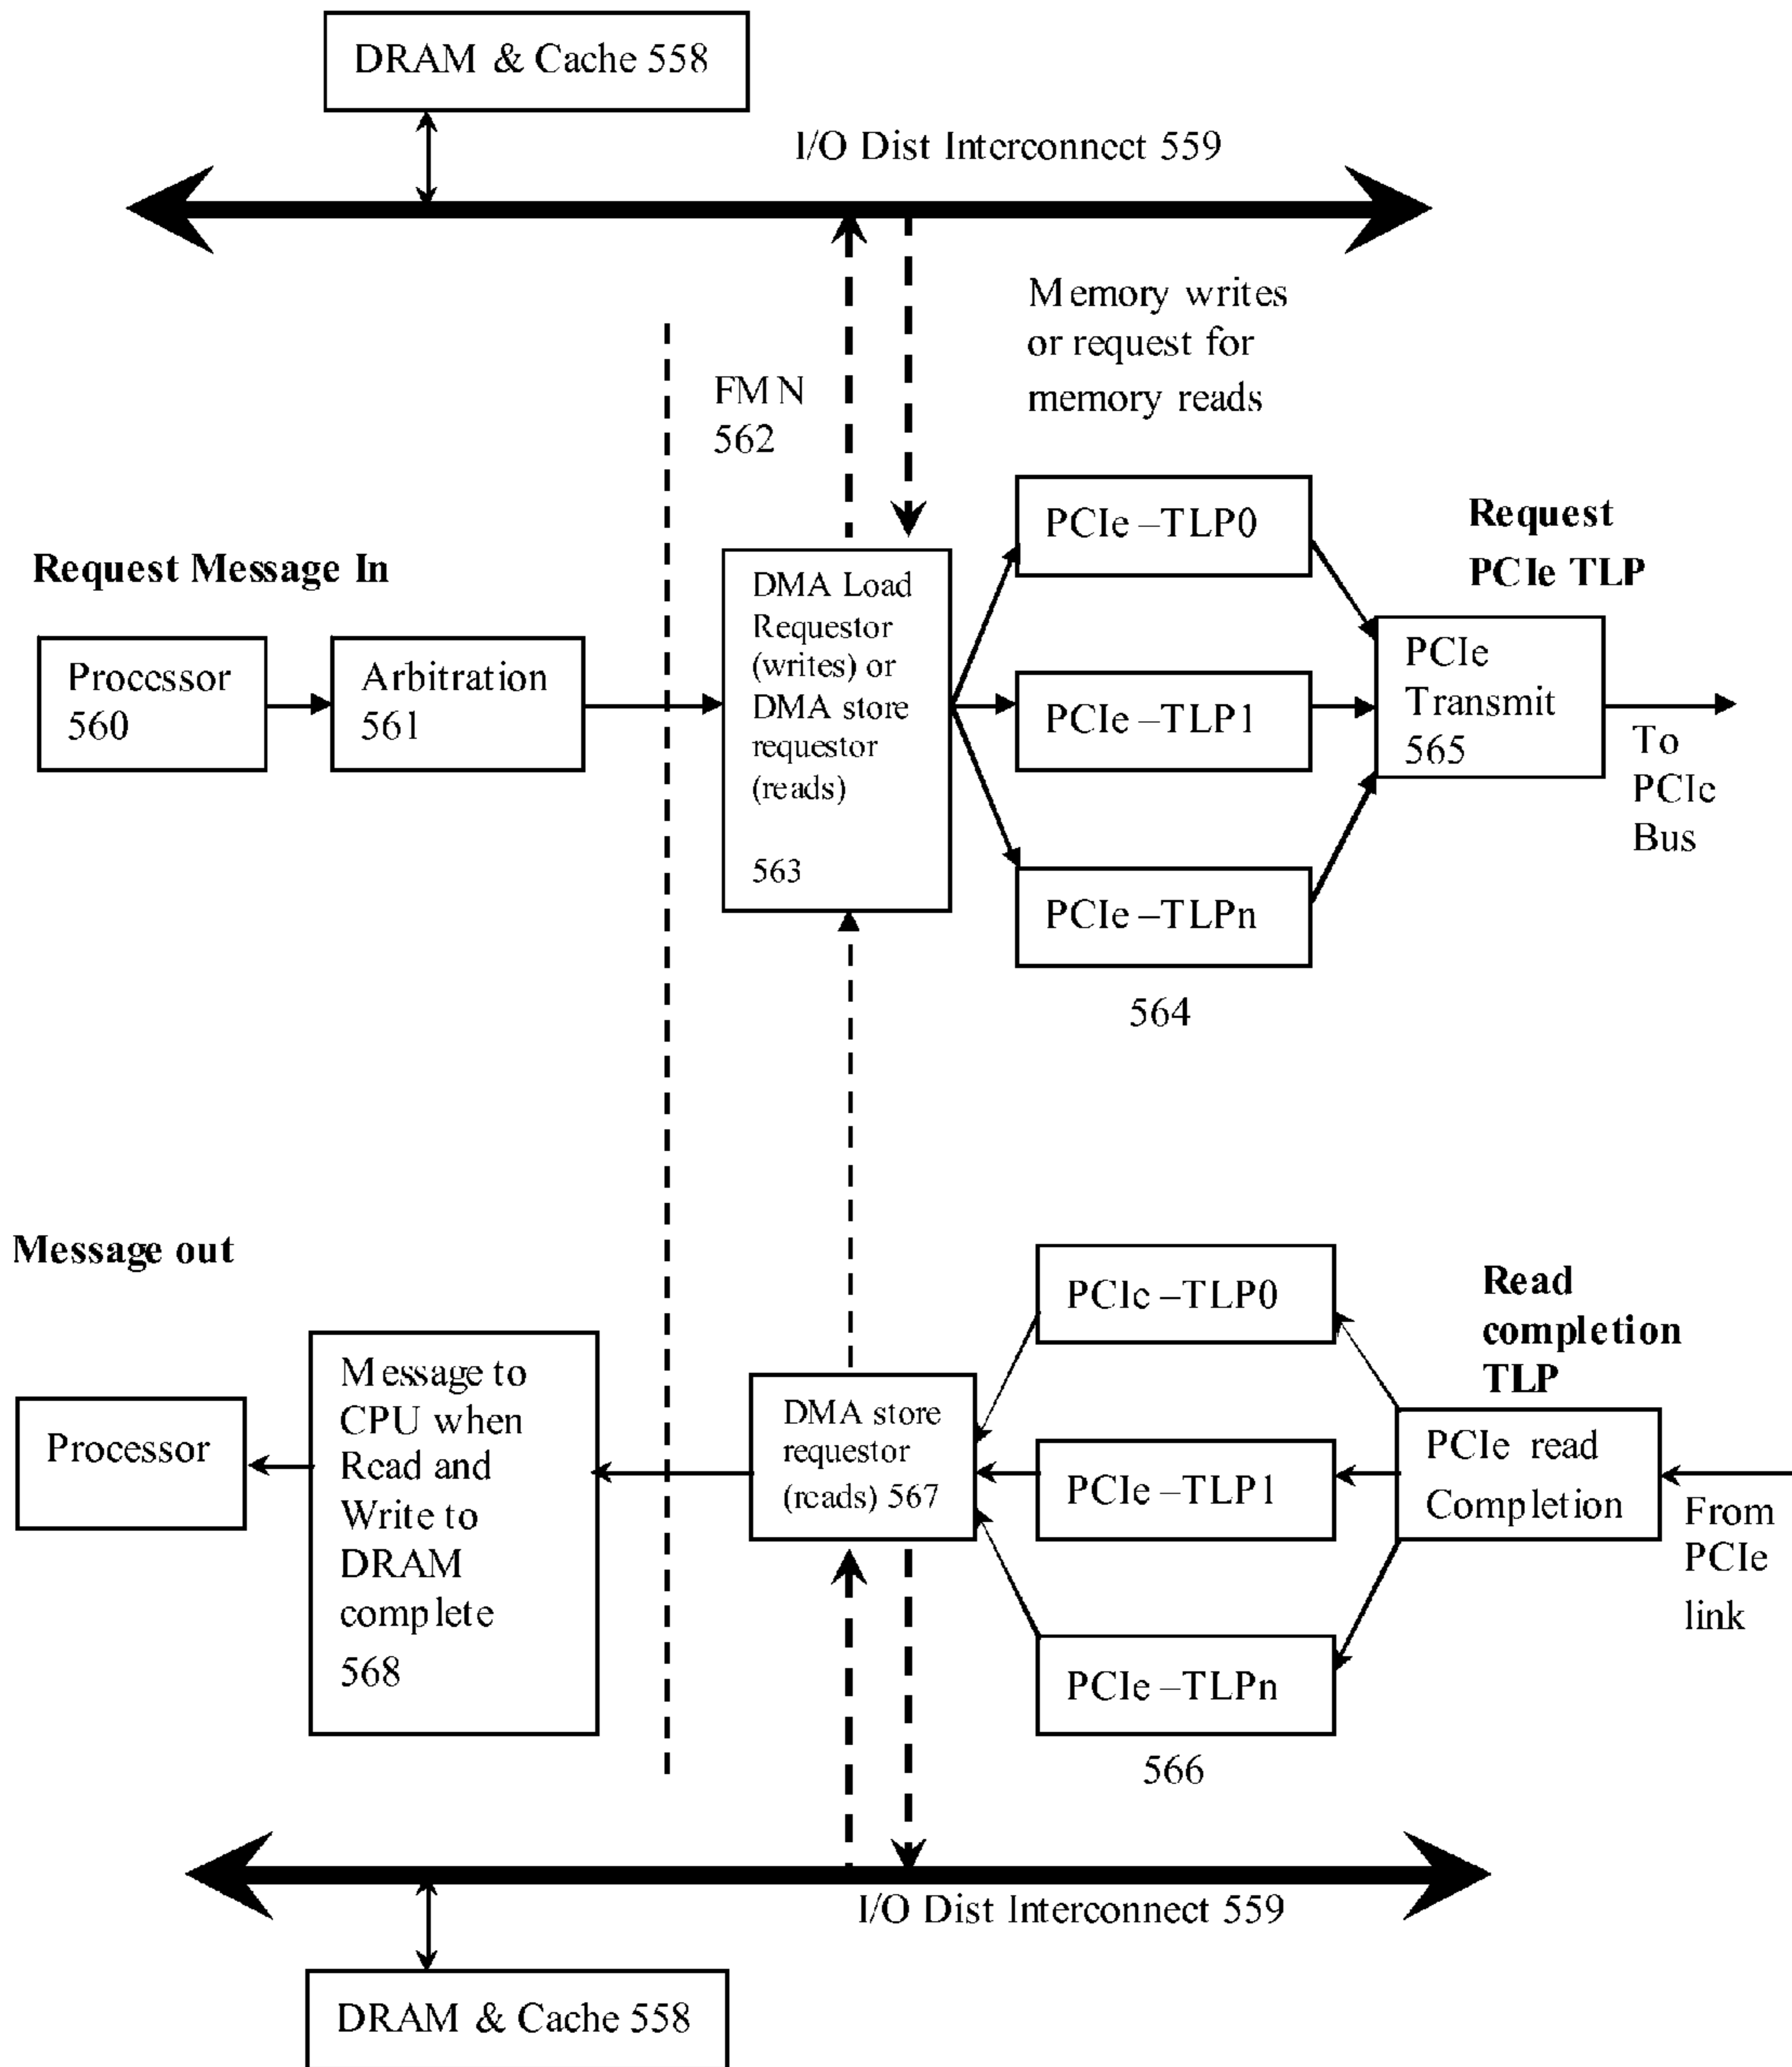 DRAM & Cache 558
I/O Dist Interconnect 559
Memory writes
or request for
memory reads
FMN
562
Request Message In
Processor
560
Arbitration
561
DMA Load
Requestor
(writes) or
DMA store
requestor
(reads)
563
PCIe –TLP0
PCIe –TLP1
PCIe –TLPn
564
Request
PCIe TLP
PCIe
Transmit
565
To
PCIe
Bus
Message out
Processor
Message to
CPU when
Read and
Write to
DRAM
complete
568
DMA store
requestor
(reads) 567
PCIe –TLP0
PCIe –TLP1
PCIe –TLPn
566
Read
completion
TLP
PCIe read
Completion
From
PCIe
link
I/O Dist Interconnect 559
DRAM & Cache 558